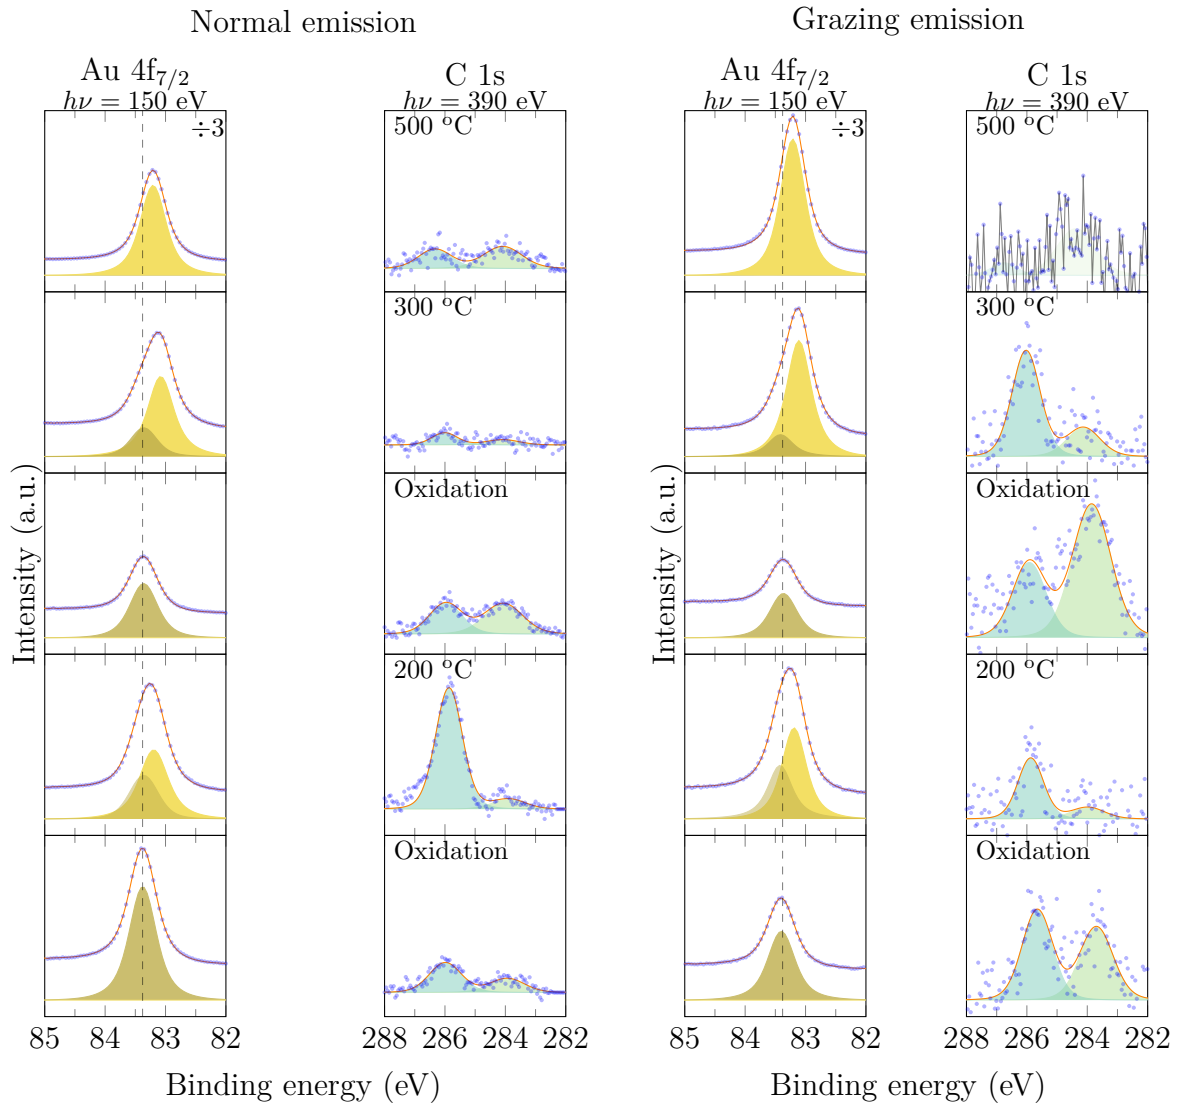 Normal emission
Grazing emission
Au 4f7/2
hν = 150 eV
C 1s
hν = 390 eV
Au 4f7/2
hν = 150 eV
C 1s
hν = 390 eV
÷3
500 °C
÷3
500 °C
300 °C
300 °C
Oxidation
Oxidation
200 °C
200 °C
Oxidation
Oxidation
Intensity (a.u.)
Intensity (a.u.)
85 84 83 82
288 286 284 282
85 84 83 82
288 286 284 282
Binding energy (eV)
Binding energy (eV)